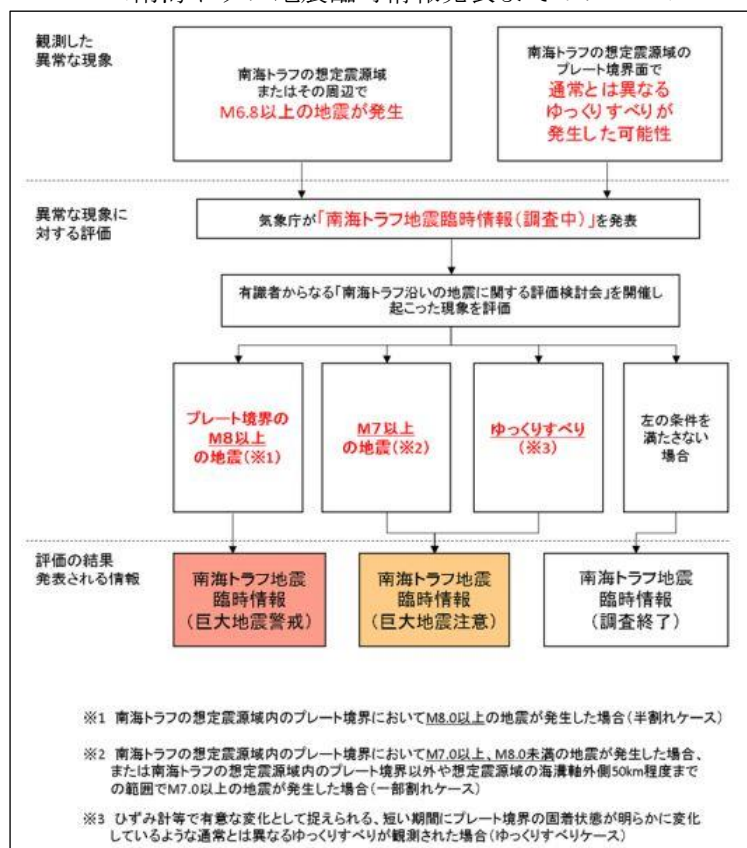 観測した
異常な現象
南海トラフの想定震源域
またはその周辺で
M6.8以上の地震が発生
南海トラフの想定震源域の
プレート境界面で
通常とは異なる
ゆっくりすべりが
発生した可能性
異常な現象に
対する評価
気象庁が「南海トラフ地震臨時情報(調査中)」を発表
有識者からなる「南海トラフ沿いの地震に関する評価検討会」を開催し
起こった現象を評価
プレート境界の
M8以上
の地震(※1)
M7以上
の地震(※2)
ゆっくりすべり
(※3)
左の条件を
満たさない
場合
評価の結果
発表される情報
南海トラフ地震
臨時情報
(巨大地震警戒)
南海トラフ地震
臨時情報
(巨大地震注意)
南海トラフ地震
臨時情報
(調査終了)
※1 南海トラフの想定震源域内のプレート境界においてM8.0以上の地震が発生した場合(半割れケース)
※2 南海トラフの想定震源域内のプレート境界においてM7.0以上、M8.0未満の地震が発生した場合、
または南海トラフの想定震源域内のプレート境界以外や想定震源域の海溝軸外側50km程度まで
の範囲でM7.0以上の地震が発生した場合(一部割れケース)
※3 ひずみ計等で有意な変化として捉えられる、短い期間にプレート境界の固着状態が明らかに変化
しているような通常とは異なるゆっくりすべりが観測された場合(ゆっくりすべりケース)